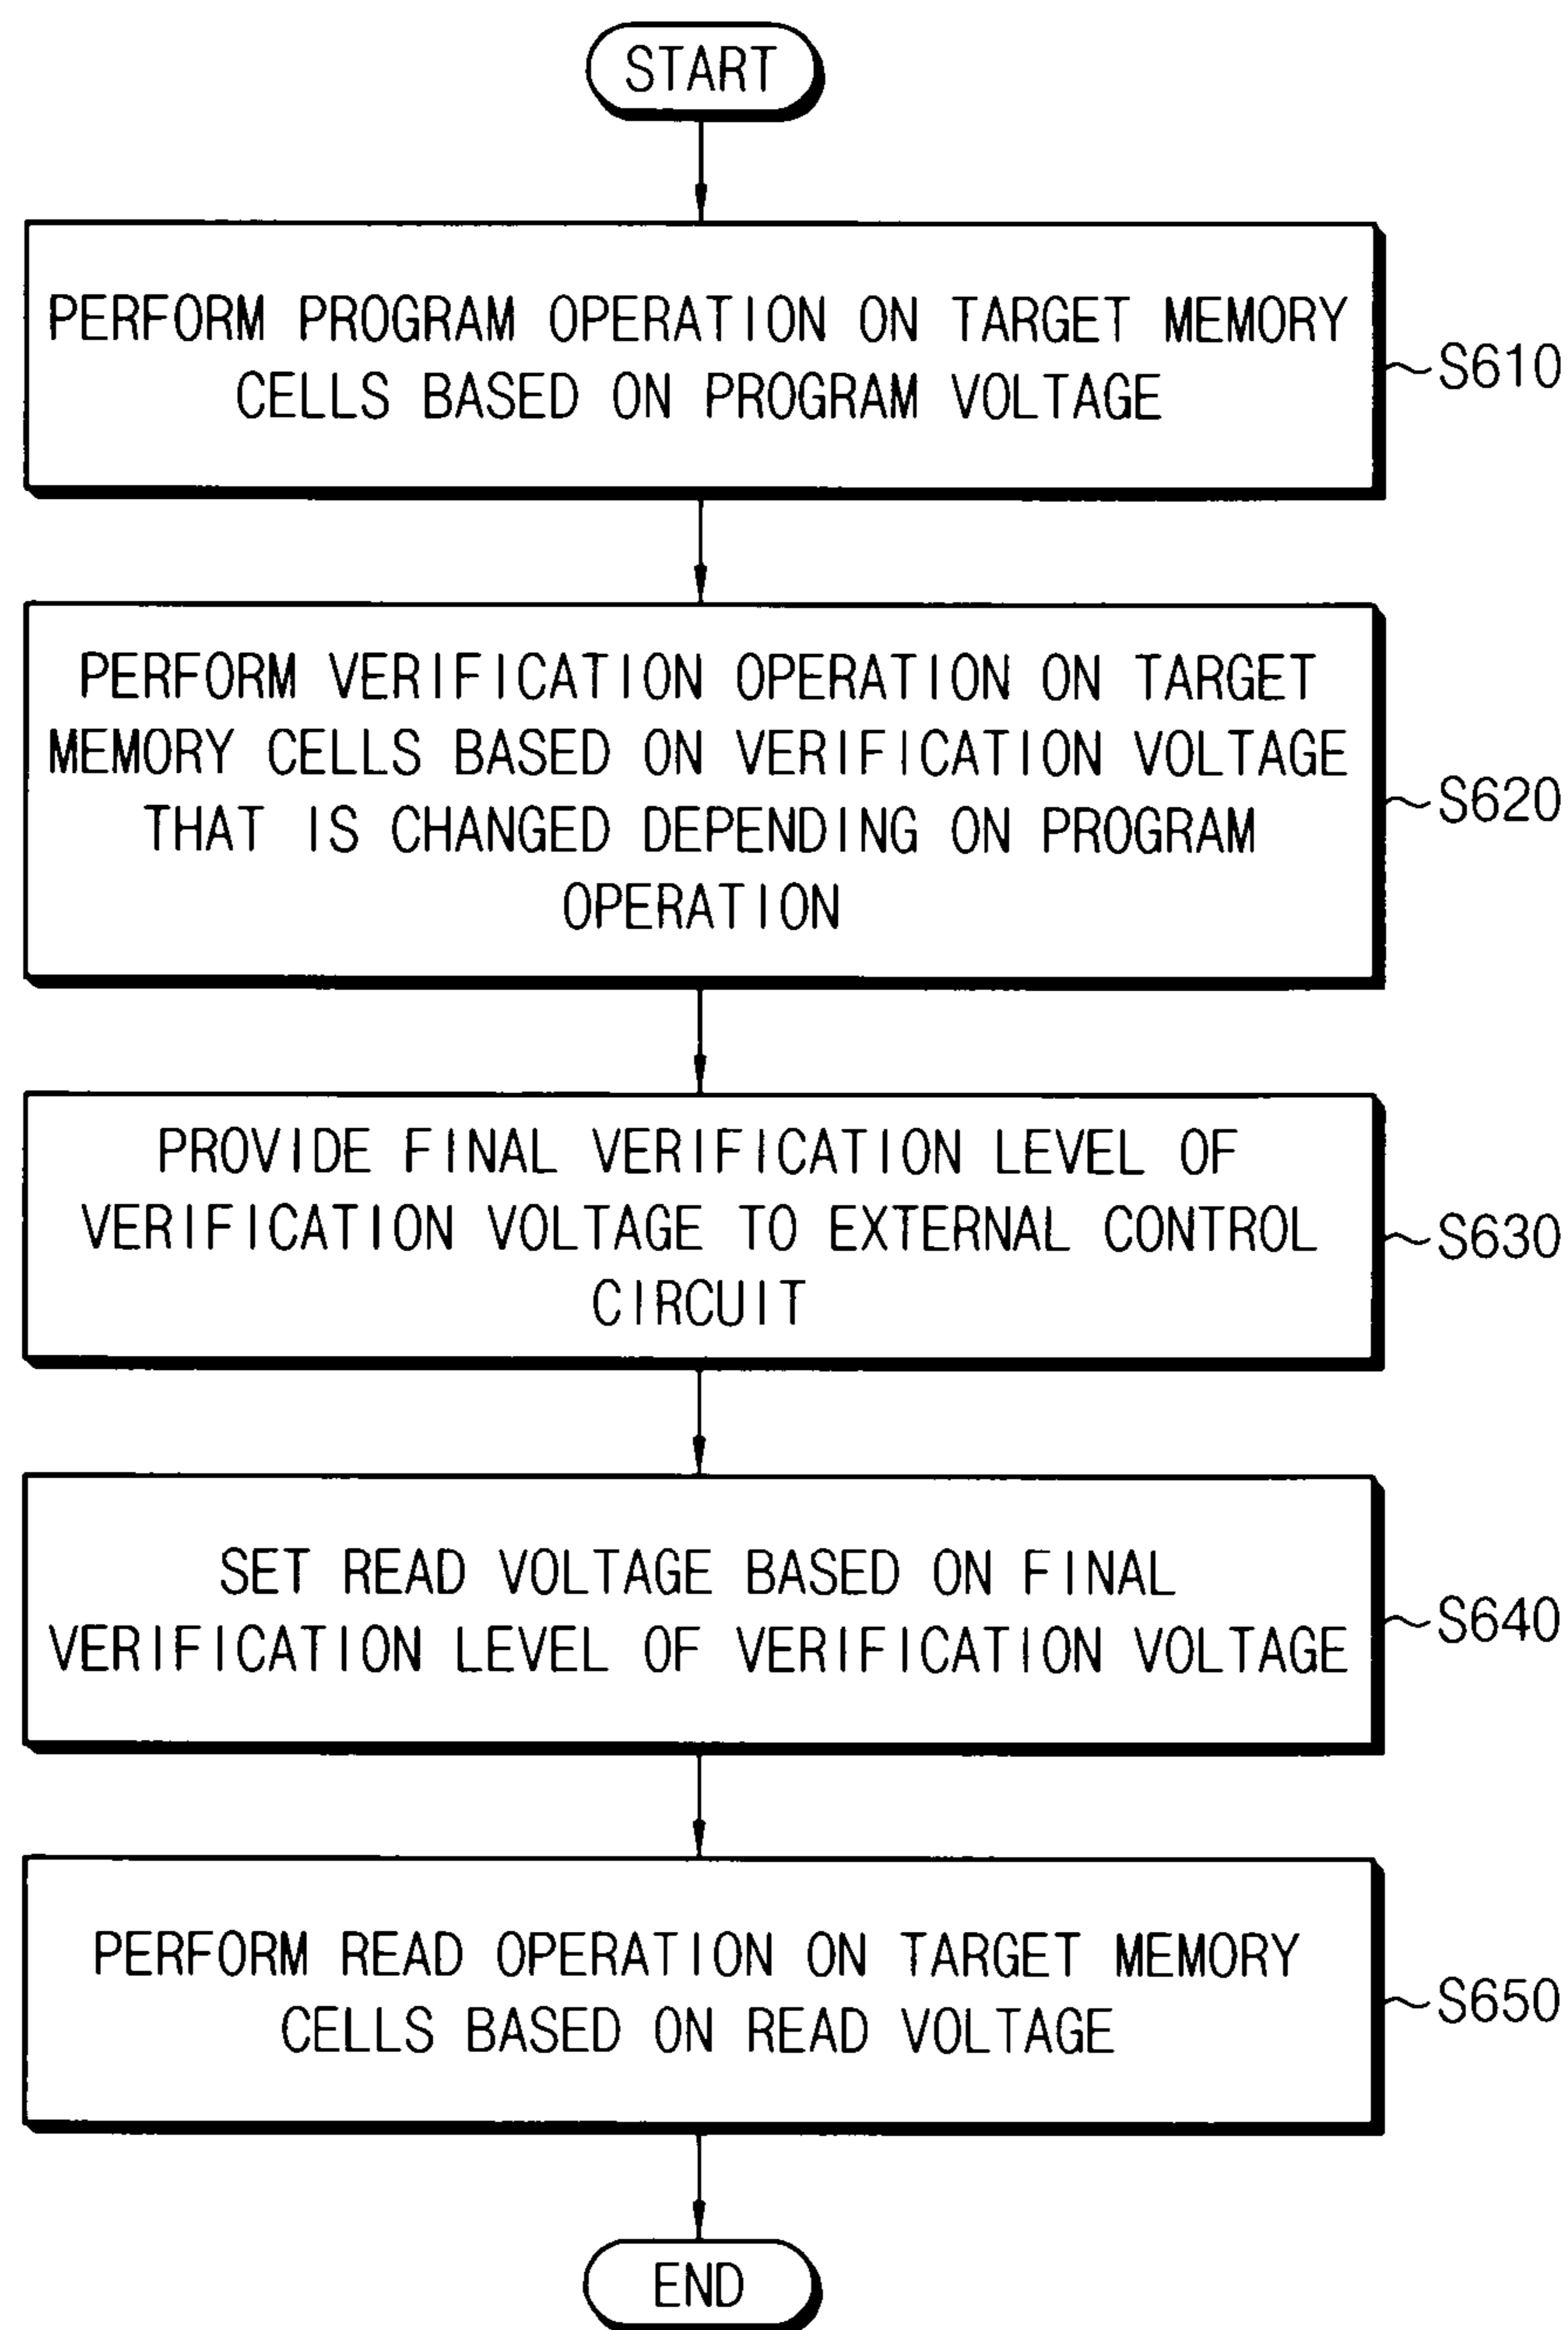 START
PERFORM PROGRAM OPERATION ON TARGET MEMORY
CELLS BASED ON PROGRAM VOLTAGE
S610
PERFORM VERIFICATION OPERATION ON TARGET
MEMORY CELLS BASED ON VERIFICATION VOLTAGE
THAT IS CHANGED DEPENDING ON PROGRAM
OPERATION
S620
PROVIDE FINAL VERIFICATION LEVEL OF
VERIFICATION VOLTAGE TO EXTERNAL CONTROL
CIRCUIT
S630
SET READ VOLTAGE BASED ON FINAL
VERIFICATION LEVEL OF VERIFICATION VOLTAGE
S640
PERFORM READ OPERATION ON TARGET MEMORY
CELLS BASED ON READ VOLTAGE
S650
END